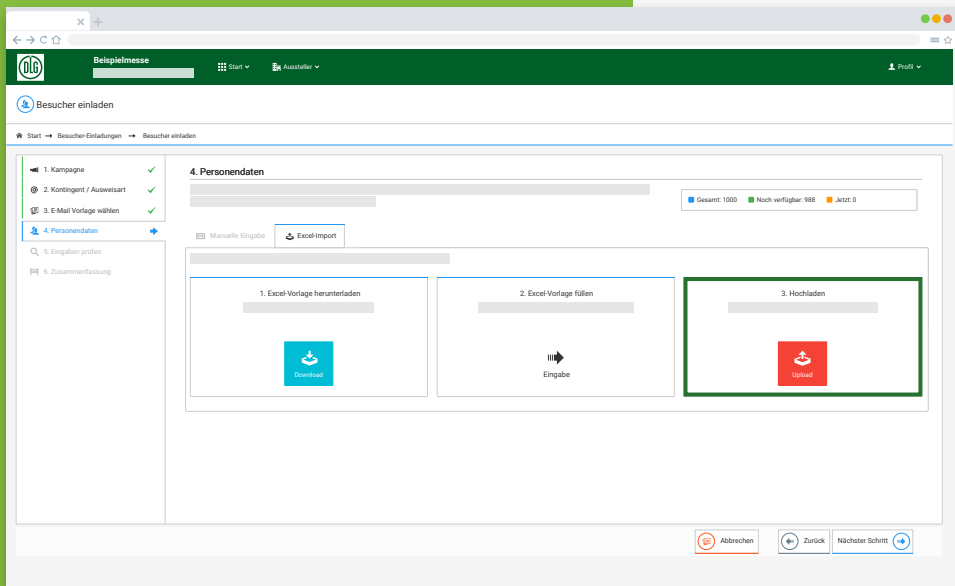 DLG
Beispielmesse
Start
Aussteller
Profil
Besucher einladen
Start → Besucher-Einladungen → Besucher einladen
1. Kampagne
2. Kontingent / Ausweisart
3. E-Mail Vorlage wählen
4. Personendaten
5. Eingaben prüfen
6. Zusammenfassung
4. Personendaten
Gesamt: 1000 Noch verfügbar: 988 Jetzt: 0
Manuelle Eingabe Excel-Import
1. Excel-Vorlage herunterladen
Download
2. Excel-Vorlage füllen
Eingabe
3. Hochladen
Upload
Abbrechen Zurück Nächster Schritt